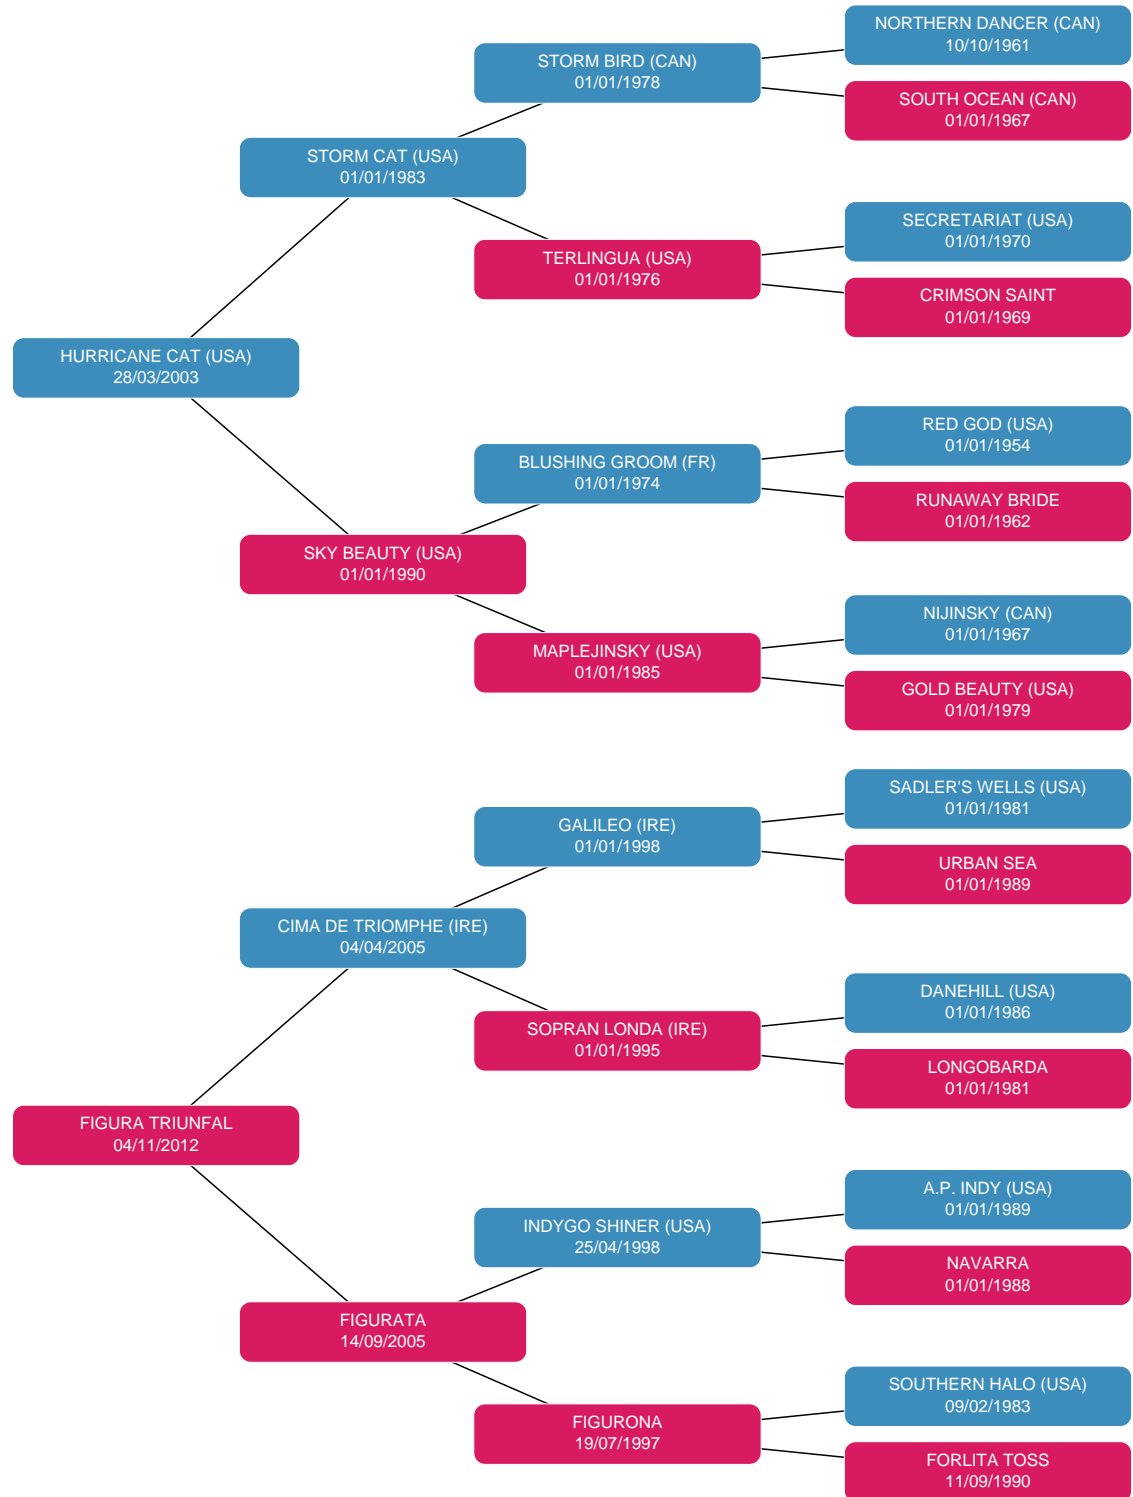 NORTHERN DANCER (CAN)
10/10/1961
STORM BIRD (CAN)
01/01/1978
SOUTH OCEAN (CAN)
01/01/1967
STORM CAT (USA)
01/01/1983
SECRETARIAT (USA)
01/01/1970
TERLINGUA (USA)
01/01/1976
CRIMSON SAINT
01/01/1969
HURRICANE CAT (USA)
28/03/2003
RED GOD (USA)
01/01/1954
BLUSHING GROOM (FR)
01/01/1974
RUNAWAY BRIDE
01/01/1962
SKY BEAUTY (USA)
01/01/1990
NIJINSKY (CAN)
01/01/1967
MAPLEJINSKY (USA)
01/01/1985
GOLD BEAUTY (USA)
01/01/1979
SADLER'S WELLS (USA)
01/01/1981
GALILEO (IRE)
01/01/1998
URBAN SEA
01/01/1989
CIMA DE TRIOMPHE (IRE)
04/04/2005
DANEHILL (USA)
01/01/1986
SOPRAN LONDA (IRE)
01/01/1995
LONGOBARDA
01/01/1981
FIGURA TRIUNFAL
04/11/2012
A.P. INDY (USA)
01/01/1989
INDYGO SHINER (USA)
25/04/1998
NAVARRA
01/01/1988
FIGURATA
14/09/2005
SOUTHERN HALO (USA)
09/02/1983
FIGURONA
19/07/1997
FORLITA TOSS
11/09/1990